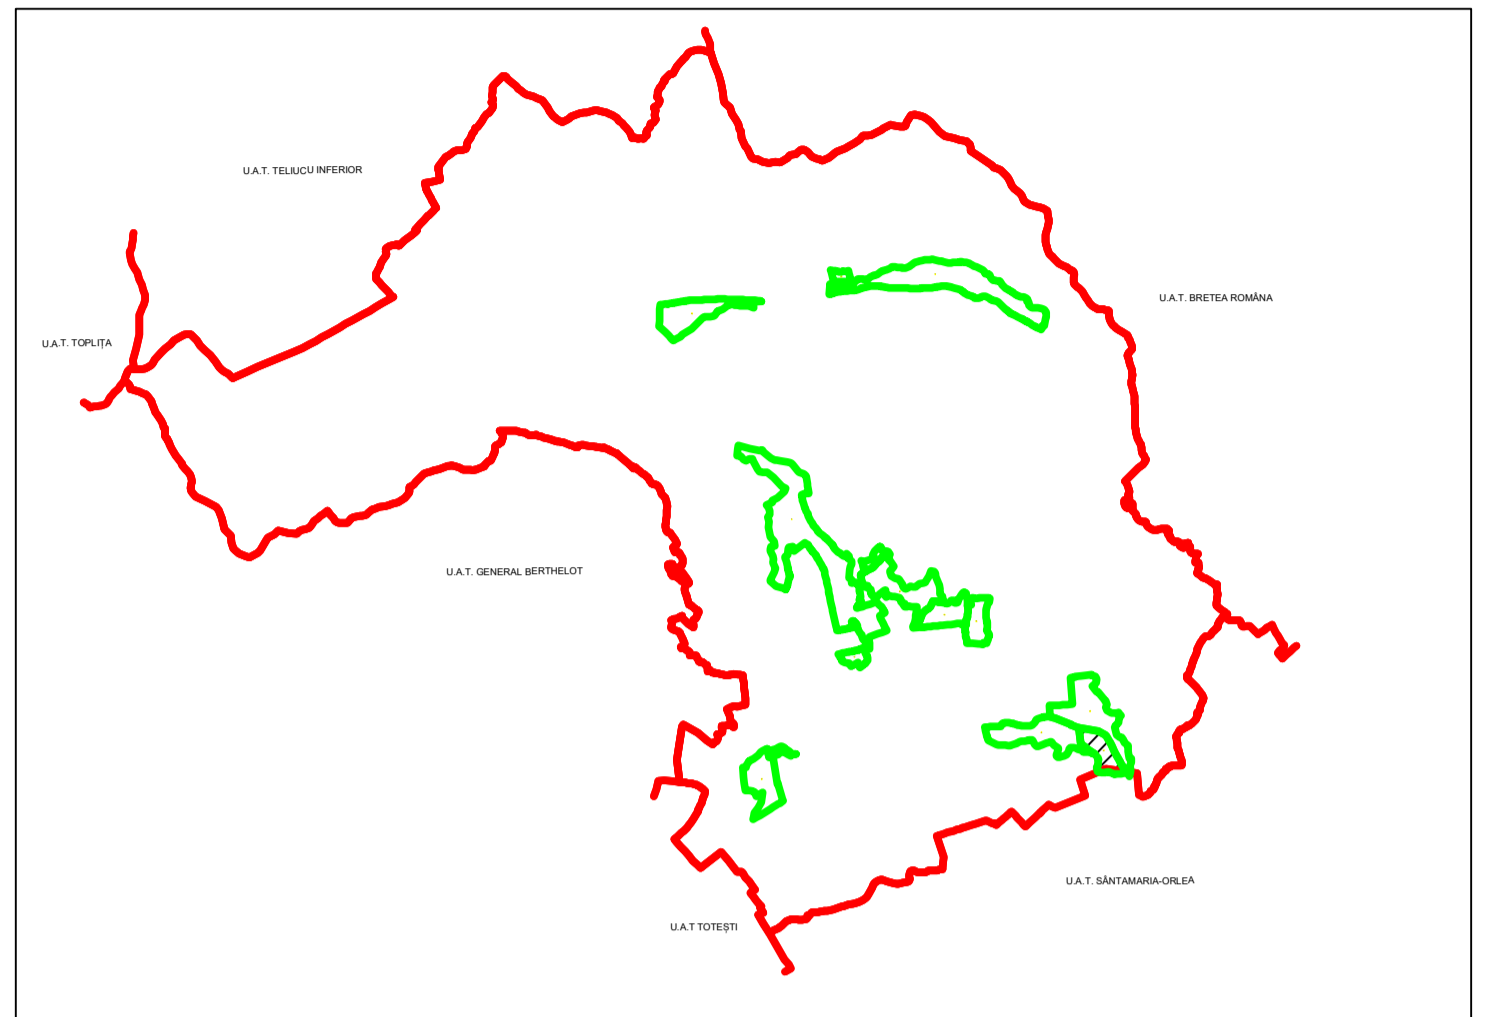 U.A.T. TELIUCU INFERIOR
U.A.T. BRETEA ROMÂNA
U.A.T. TOPLIȚA
U.A.T. GENERAL BERTHELOT
U.A.T. SÂNTAMARIA-ORLEA
U.A.T TOTEȘTI